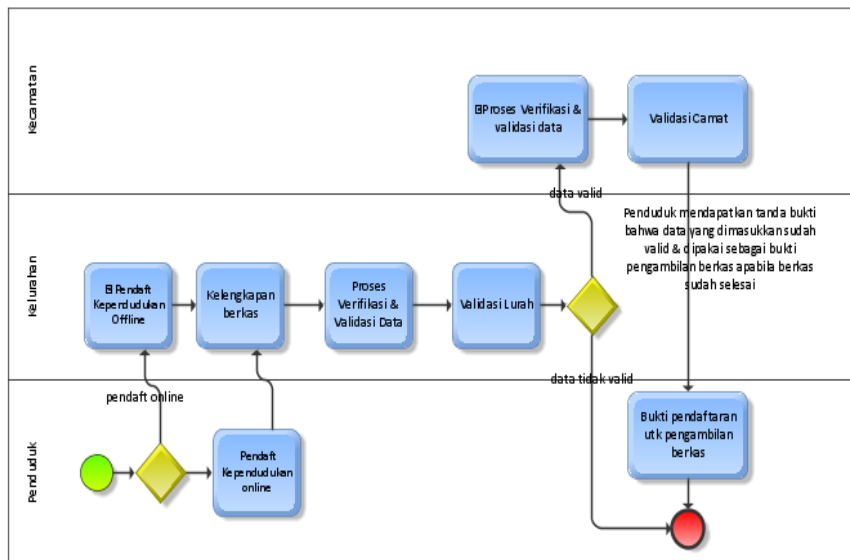 Kecamatan
Proses Verifikasi &
validasi data
Validasi Camat
data valid
Kelurahan
Penduduk mendapatkan tanda bukti
bahwa data yang dimasukkan sudah
valid & dipakai sebagai bukti
pengambilan berkas apabila berkas
sudah selesai
Pendaft
Kependudukan
Offline
Kelengkapan
berkas
Proses
Verifikasi &
Validasi Data
Validasi Lurah
data tidak valid
pendaft online
Penduduk
Pendaft
Kependudukan
online
Bukti pendaftaran
utk pengambilan
berkas